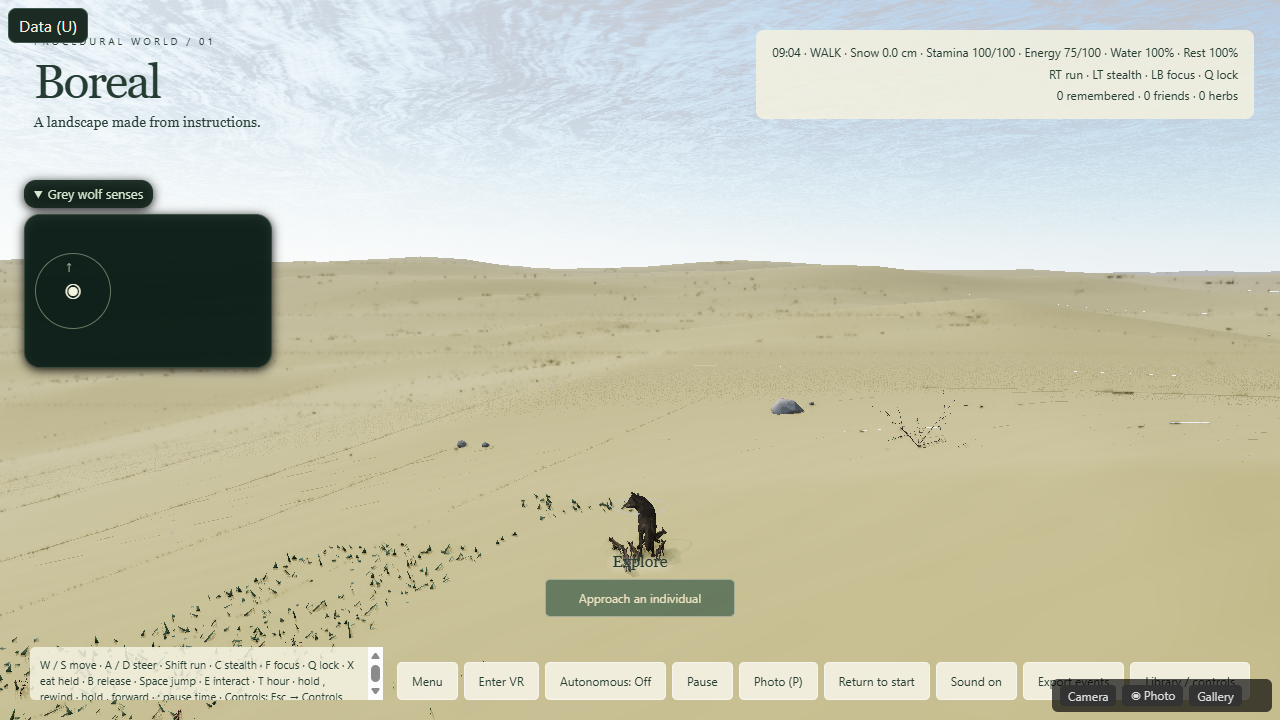 Data (U)
PROCEDURAL WORLD / 01
Boreal
A landscape made from instructions.
09:04 · WALK · Snow 0.0 cm · Stamina 100/100 · Energy 75/100 · Water 100% · Rest 100%
RT run · LT stealth · LB focus · Q lock
0 remembered · 0 friends · 0 herbs
▼ Grey wolf senses
↑
Explore
Approach an individual
W / S move · A / D steer · Shift run · C stealth · F focus · Q lock · X
eat held · B release · Space jump · E interact · T hour · hold ,
rewind · hold . forward · ; pause time · Controls: Esc → Controls
Menu
Enter VR
Autonomous: Off
Pause
Photo (P)
Return to start
Sound on
Export events
Library / controls
Camera
◉ Photo
Gallery